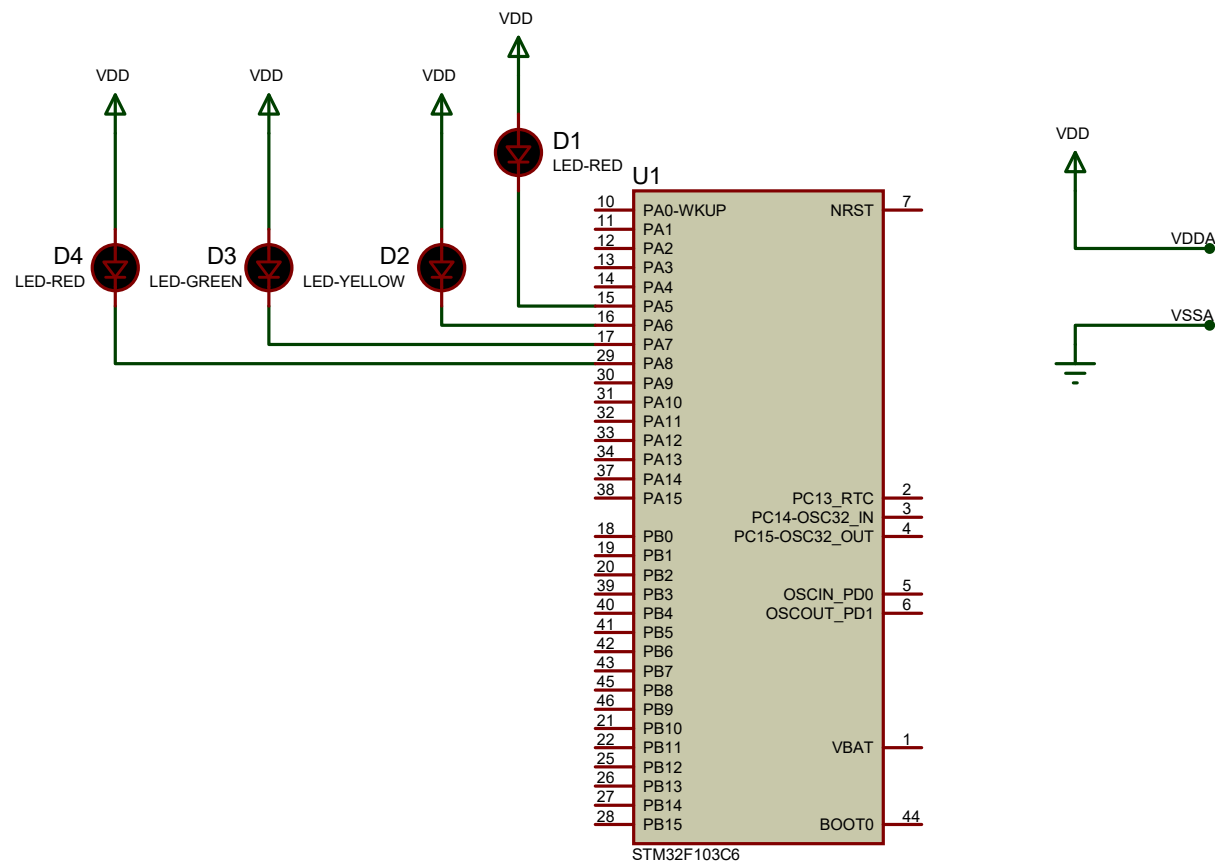 VDD
VDD
VDD
VDD
D1
LED-RED
VDD
D4
LED-RED
D3
LED-GREEN
D2
LED-YELLOW
VDDA
VSSA
U1
10 PA0-WKUP NRST 7
11 PA1
12 PA2
13 PA3
14 PA4
15 PA5
16 PA6
17 PA7
29 PA8
30 PA9
31 PA10
32 PA11
33 PA12
34 PA13
37 PA14
38 PA15 PC13_RTC 2
PC14-OSC32_IN 3
18 PB0 PC15-OSC32_OUT 4
19 PB1
20 PB2
39 PB3 OSCIN_PD0 5
40 PB4 OSCOUT_PD1 6
41 PB5
42 PB6
43 PB7
45 PB8
46 PB9
21 PB10
22 PB11 VBAT 1
25 PB12
26 PB13
27 PB14
28 PB15 BOOT0 44
STM32F103C6